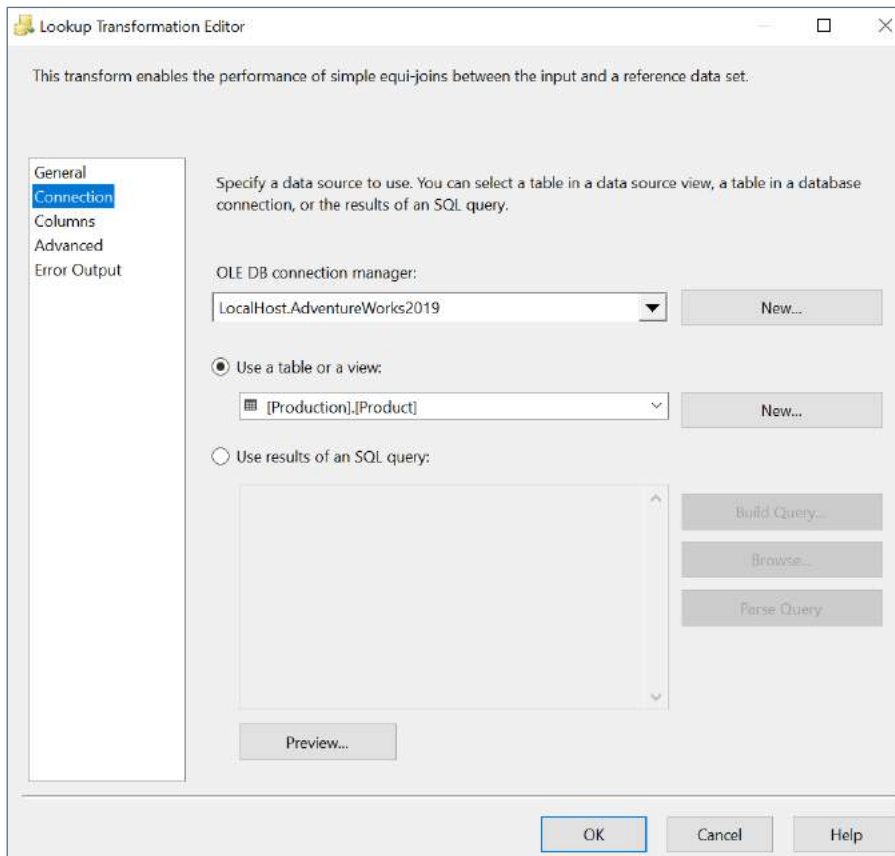 Lookup Transformation Editor
This transform enables the performance of simple equi-joins between the input and a reference data set.
General
Connection
Columns
Advanced
Error Output
Specify a data source to use. You can select a table in a data source view, a table in a database
connection, or the results of an SQL query.
OLE DB connection manager:
LocalHost.AdventureWorks2019
New...
Use a table or a view:
[Production].[Product]
New...
Use results of an SQL query:
Build Query...
Browse...
Parse Query
Preview...
OK
Cancel
Help